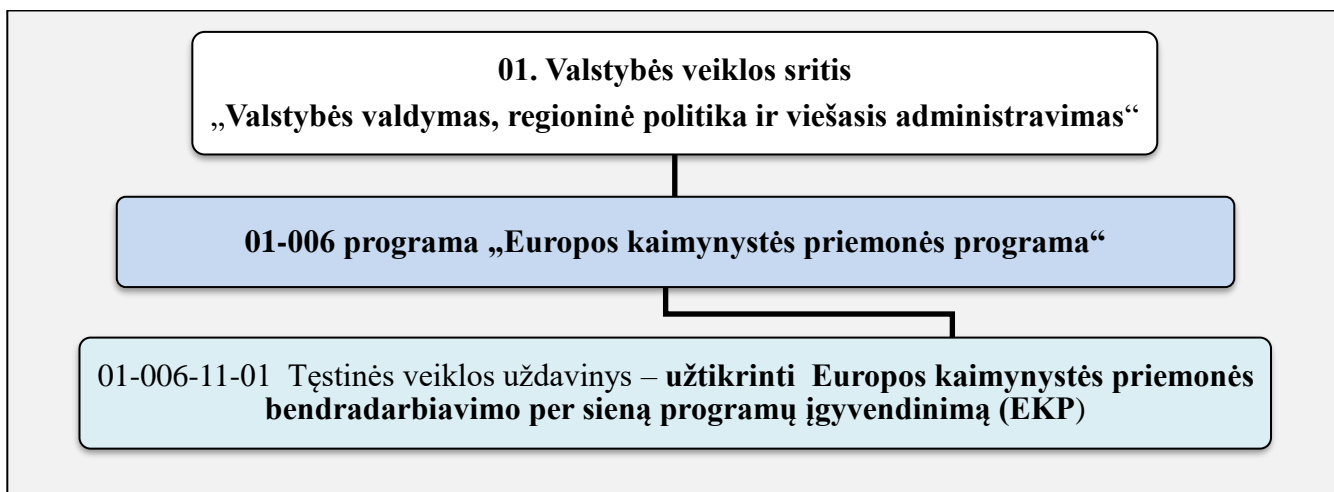 01. Valstybės veiklos sritis
„Valstybės valdymas, regioninė politika ir viešasis administravimas“
01-006 programa „Europos kaimynystės priemonės programa“
01-006-11-01 Tęstinės veiklos uždavinys – užtikrinti Europos kaimynystės priemonės
bendradarbiavimo per sieną programų įgyvendinimą (EKP)